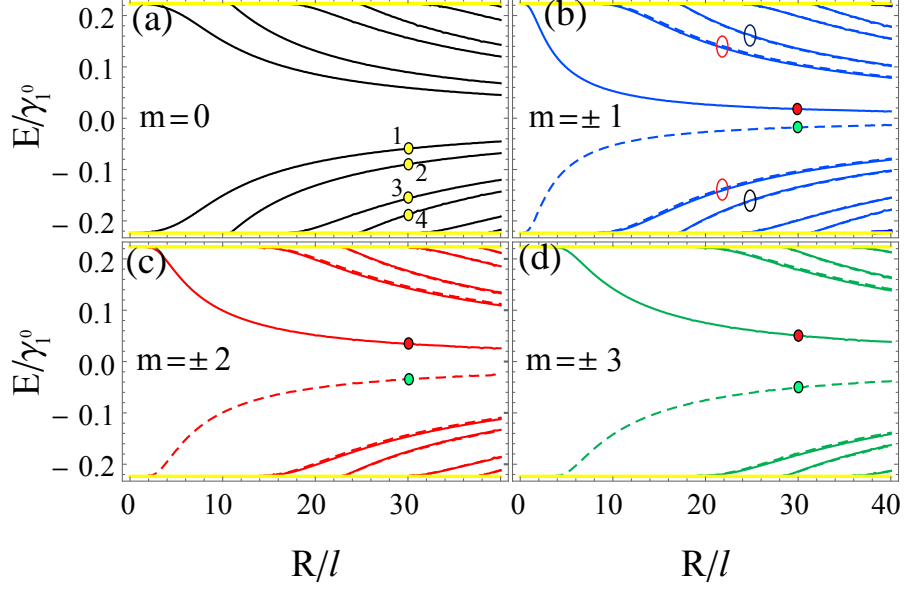 (a)
(b)
0.2
0.1
0.0
− 0.1
− 0.2
E/γ₁⁰
m = 0
1
2
3
4
m = ± 1
(c)
(d)
0.2
0.1
0.0
− 0.1
− 0.2
E/γ₁⁰
m = ± 2
m = ± 3
0 10 20 30 0 10 20 30 40
R/l R/l